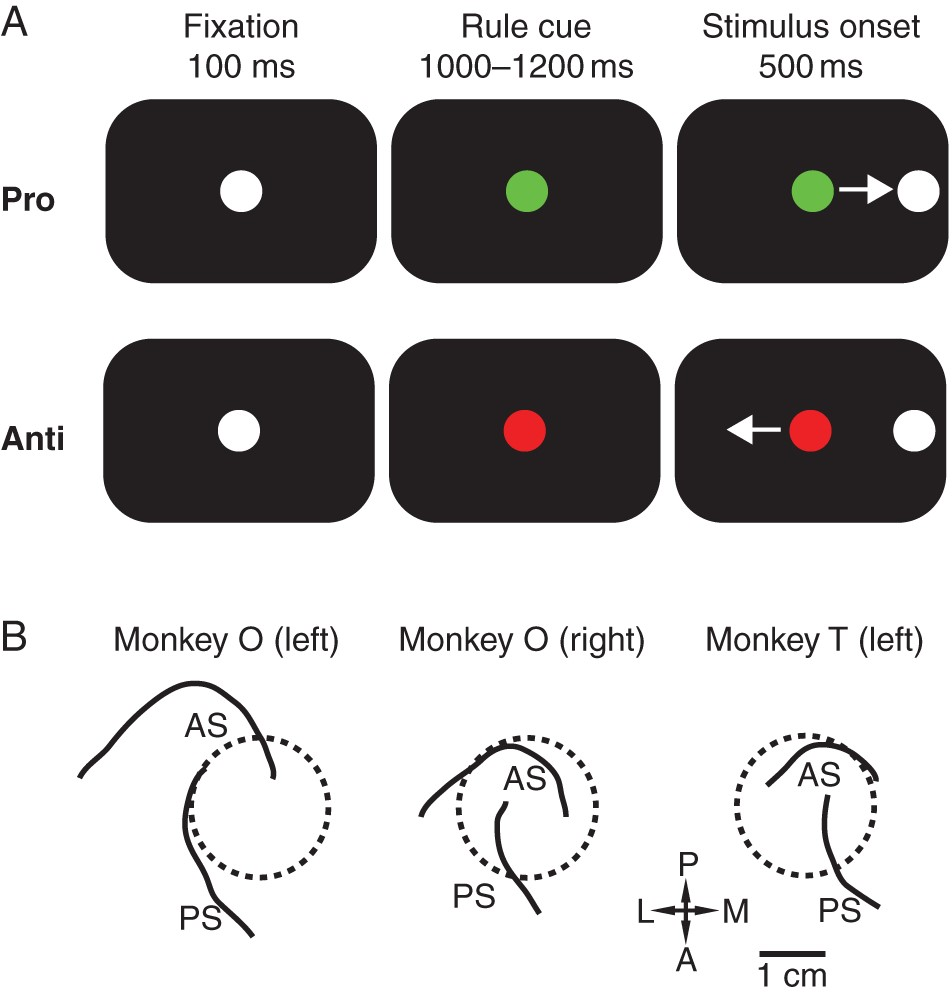 A
Fixation
100 ms
Rule cue
1000–1200 ms
Stimulus onset
500 ms
Pro
Anti
B
Monkey O (left)
Monkey O (right)
Monkey T (left)
AS
AS
AS
PS
PS
PS
P
L
M
A
1 cm